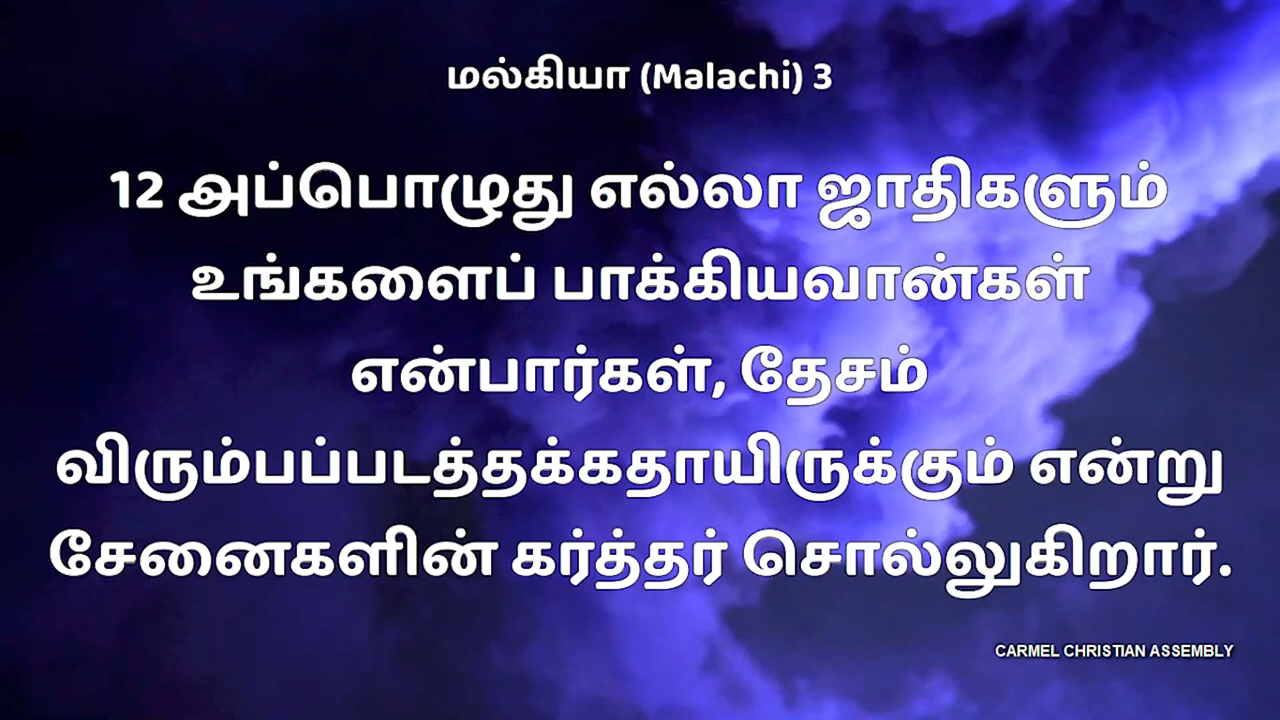 மல்கியா (Malachi) 3
12 அப்பொழுது எல்லா ஜாதிகளும்
உங்களைப் பாக்கியவான்கள்
என்பார்கள், தேசம்
விரும்பப்படத்தக்கதாயிருக்கும் என்று
சேனைகளின் கர்த்தர் சொல்லுகிறார்.
CARMEL CHRISTIAN ASSEMBLY